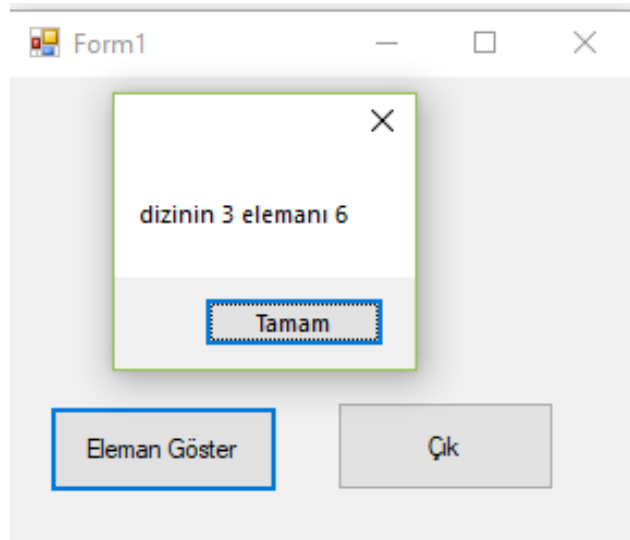 Form1
dizinin 3 elemanı 6
Tamam
Eleman Göster
Çık